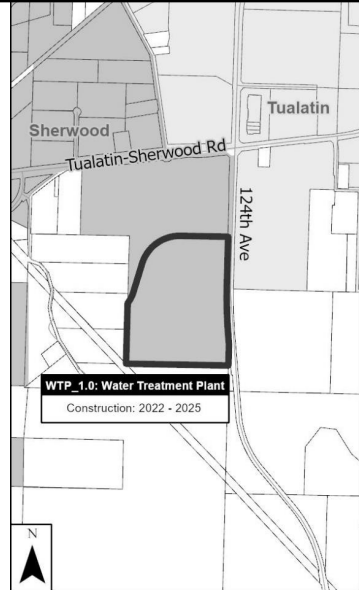 Tualatin
Sherwood
Tualatin-Sherwood Rd
124th Ave
WTP_1.0: Water Treatment Plant
Construction: 2022 - 2025
N